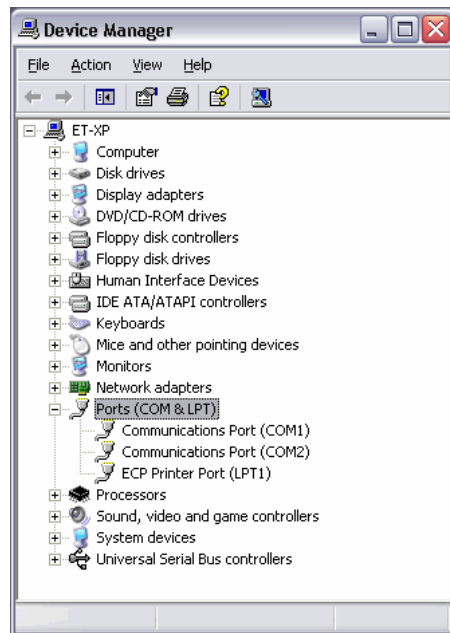 Device Manager
File Action View Help
ET-XP
Computer
Disk drives
Display adapters
DVD/CD-ROM drives
Floppy disk controllers
Floppy disk drives
Human Interface Devices
IDE ATA/ATAPI controllers
Keyboards
Mice and other pointing devices
Monitors
Network adapters
Ports (COM & LPT)
Communications Port (COM1)
Communications Port (COM2)
ECP Printer Port (LPT1)
Processors
Sound, video and game controllers
System devices
Universal Serial Bus controllers